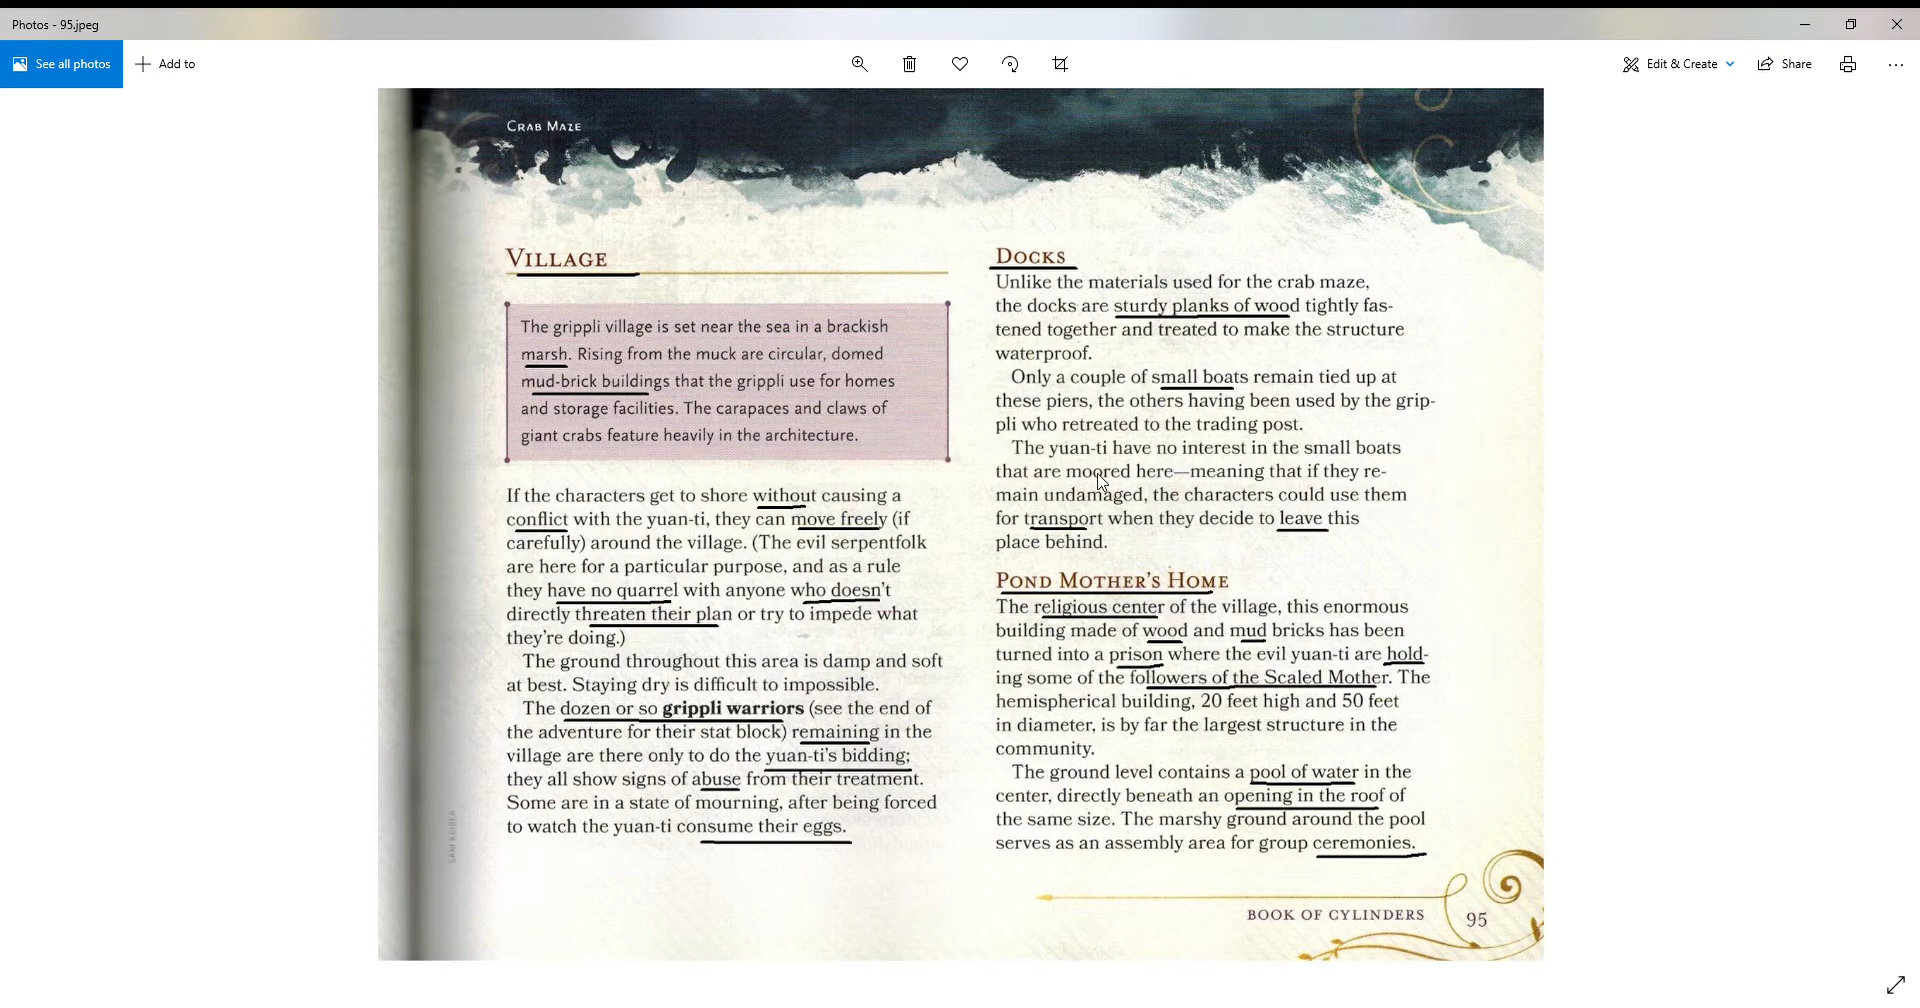 Photos - 95.jpeg
See all photos
Add to
Edit & Create
Share
CRAB MAZE
VILLAGE
The grippli village is set near the sea in a brackish
marsh. Rising from the muck are circular, domed
mud-brick buildings that the grippli use for homes
and storage facilities. The carapaces and claws of
giant crabs feature heavily in the architecture.
If the characters get to shore without causing a
conflict with the yuan-ti, they can move freely (if
carefully) around the village. (The evil serpentfolk
are here for a particular purpose, and as a rule
they have no quarrel with anyone who doesn't
directly threaten their plan or try to impede what
they're doing.)
The ground throughout this area is damp and soft
at best. Staying dry is difficult to impossible.
The dozen or so grippli warriors (see the end of
the adventure for their stat block) remaining in the
village are there only to do the yuan-ti's bidding;
they all show signs of abuse from their treatment.
Some are in a state of mourning, after being forced
to watch the yuan-ti consume their eggs.
SAM KEISER
DOCKS
Unlike the materials used for the crab maze,
the docks are sturdy planks of wood tightly fas-
tened together and treated to make the structure
waterproof.
Only a couple of small boats remain tied up at
these piers, the others having been used by the grip-
pli who retreated to the trading post.
The yuan-ti have no interest in the small boats
that are moored here—meaning that if they re-
main undamaged, the characters could use them
for transport when they decide to leave this
place behind.
POND MOTHER'S HOME
The religious center of the village, this enormous
building made of wood and mud bricks has been
turned into a prison where the evil yuan-ti are hold-
ing some of the followers of the Scaled Mother. The
hemispherical building, 20 feet high and 50 feet
in diameter, is by far the largest structure in the
community.
The ground level contains a pool of water in the
center, directly beneath an opening in the roof of
the same size. The marshy ground around the pool
serves as an assembly area for group ceremonies.
BOOK OF CYLINDERS
95